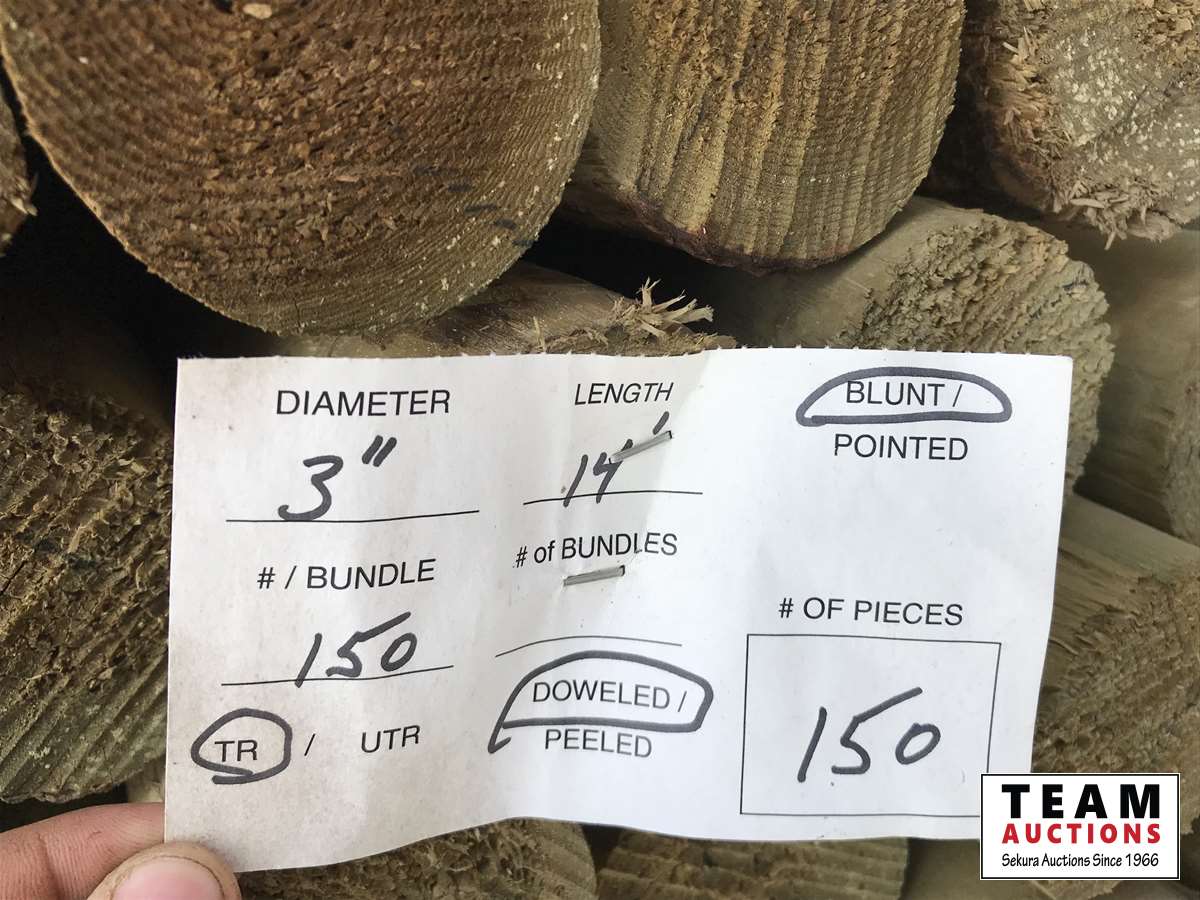 DIAMETER
3"
LENGTH
14'
BLUNT /
POINTED
# / BUNDLE
150
# of BUNDLES
# OF PIECES
150
TR / UTR
DOWELED /
PEELED
TEAM
AUCTIONS
Sekura Auctions Since 1966